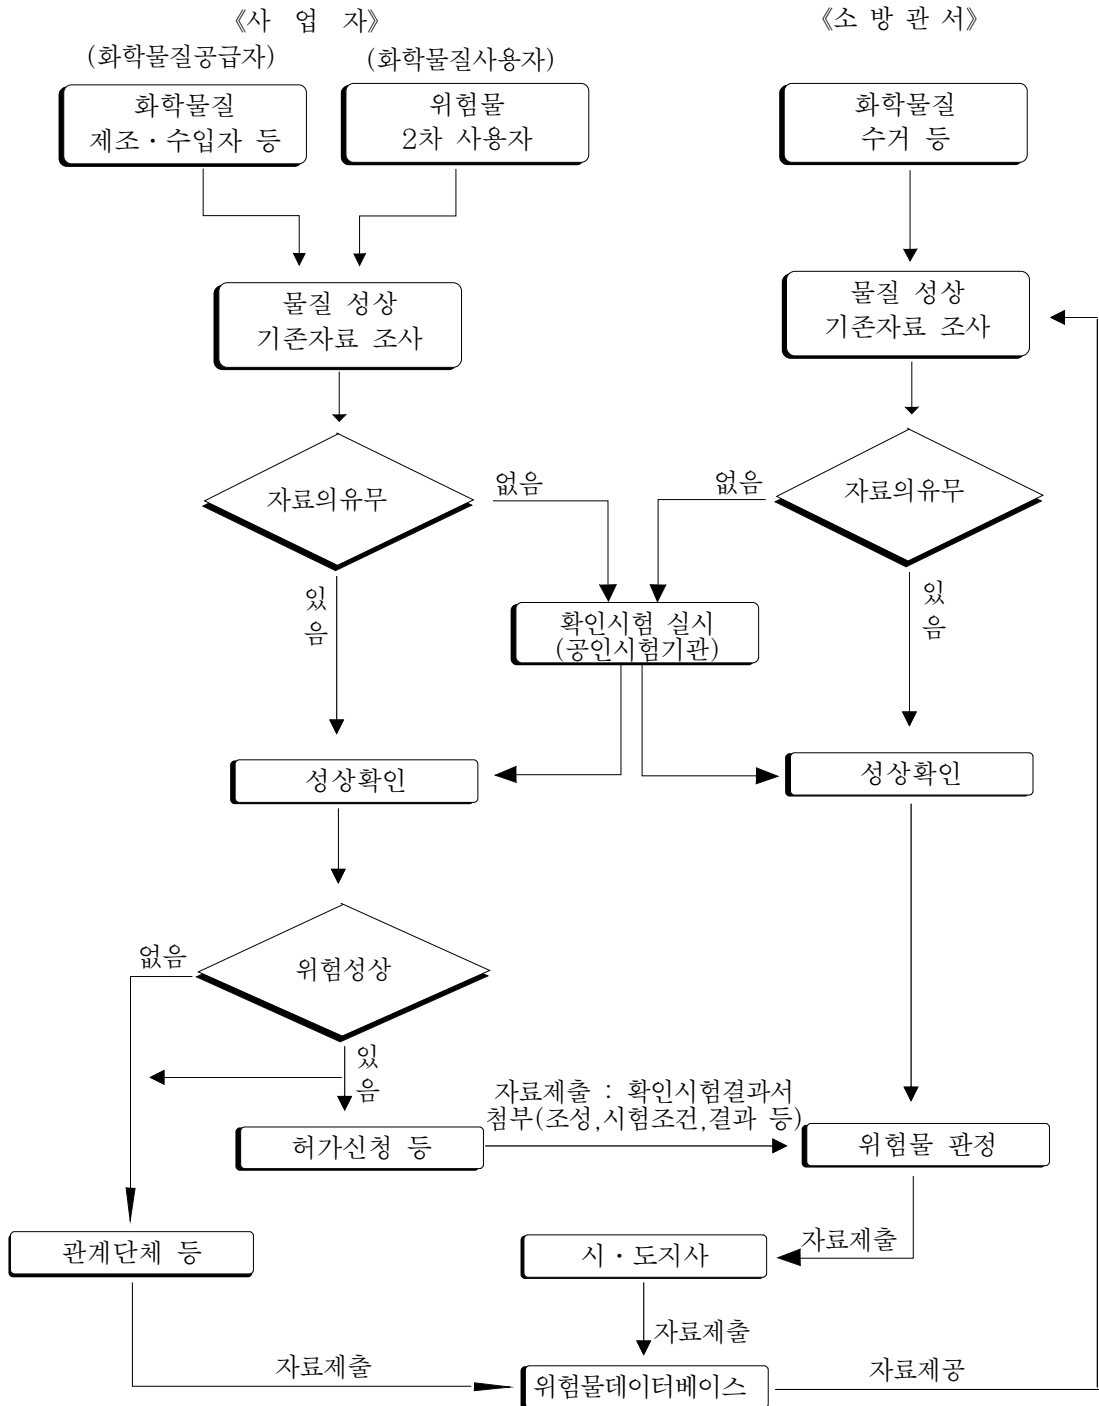 《사 업 자》
《소 방 관 서》
(화학물질공급자)
(화학물질사용자)
화학물질
제조·수입자 등
위험물
2차 사용자
화학물질
수거 등
물질 성상
기존자료 조사
물질 성상
기존자료 조사
자료의유무
없음
없음
자료의유무
있
음
확인시험 실시
(공인시험기관)
있
음
성상확인
성상확인
없음
위험성상
있
음
자료제출 : 확인시험결과서
첨부(조성,시험조건,결과 등)
허가신청 등
위험물 판정
관계단체 등
시·도지사
자료제출
자료제출
자료제출
위험물데이터베이스
자료제공